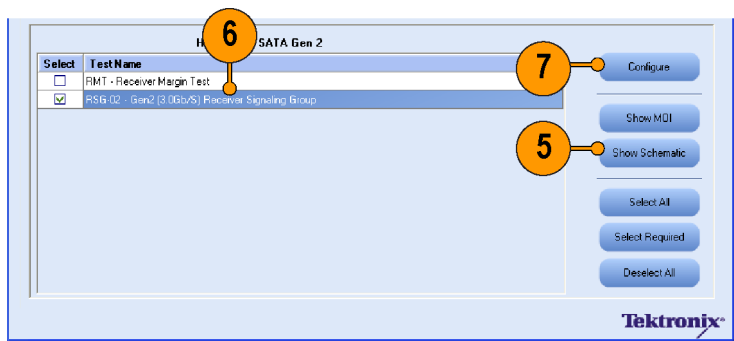 6
H SATA Gen 2
Select Test Name
RMT - Receiver Margin Test
RSG-02 - Gen2 (3.0Gb/S) Receiver Signaling Group
7
Configure
Show MOI
5
Show Schematic
Select All
Select Required
Deselect All
Tektronix